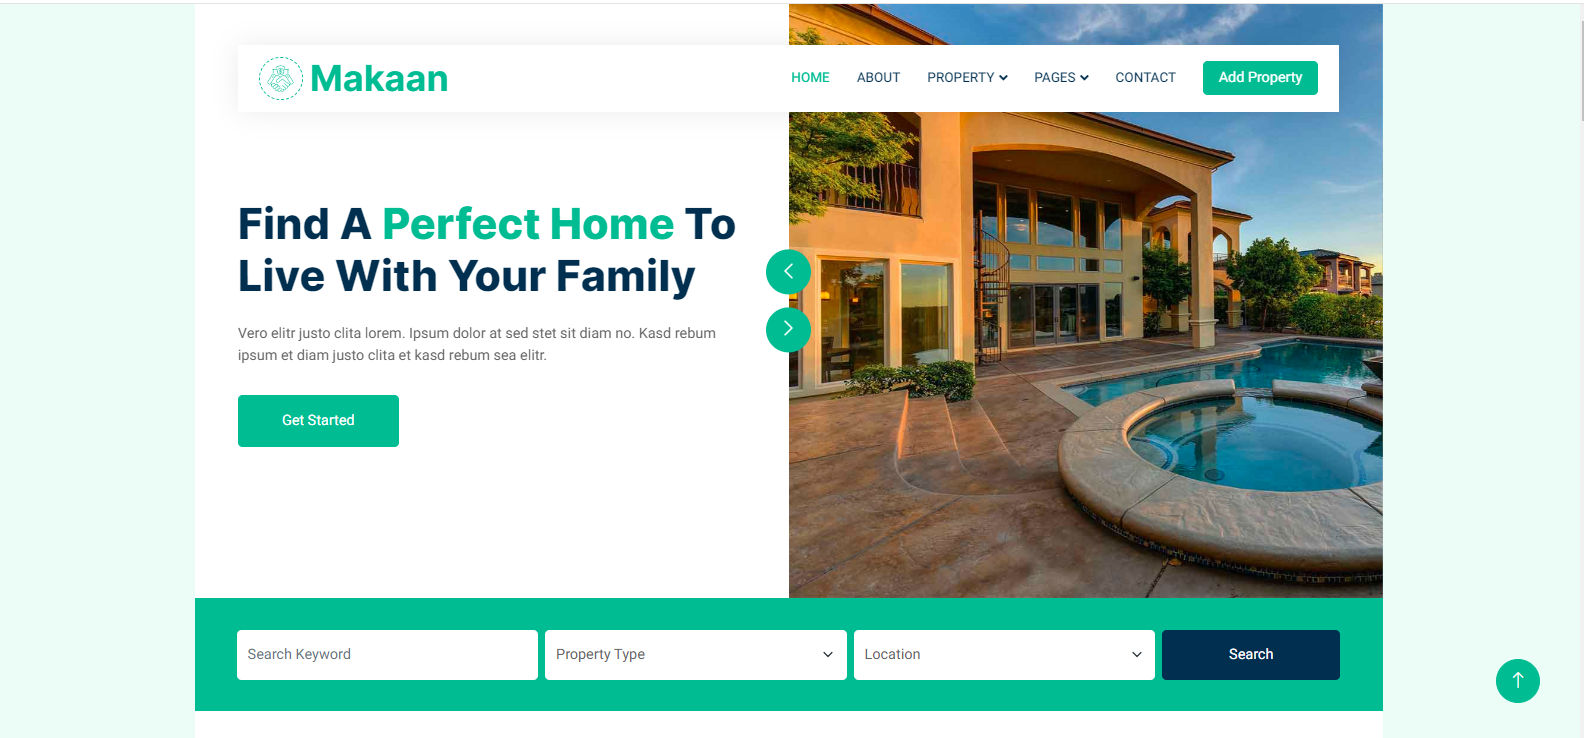 Makaan
HOME ABOUT PROPERTY PAGES CONTACT Add Property
Find A Perfect Home To
Live With Your Family
Vero elitr justo clita lorem. Ipsum dolor at sed stet sit diam no. Kasd rebum
ipsum et diam justo clita et kasd rebum sea elitr.
Get Started
Search Keyword Property Type Location Search